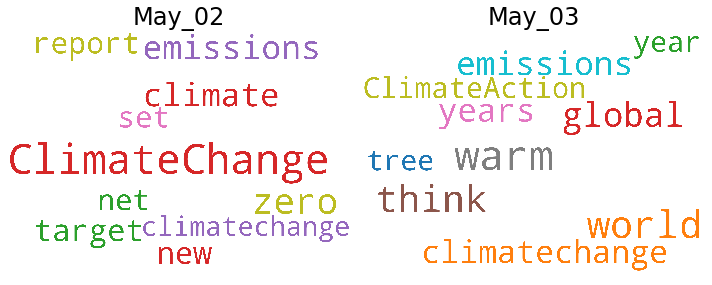 May_02
report
emissions
climate
set
ClimateChange
net
zero
target
climatechange
new
May_03
year
emissions
ClimateAction
years
global
tree
warm
think
world
climatechange